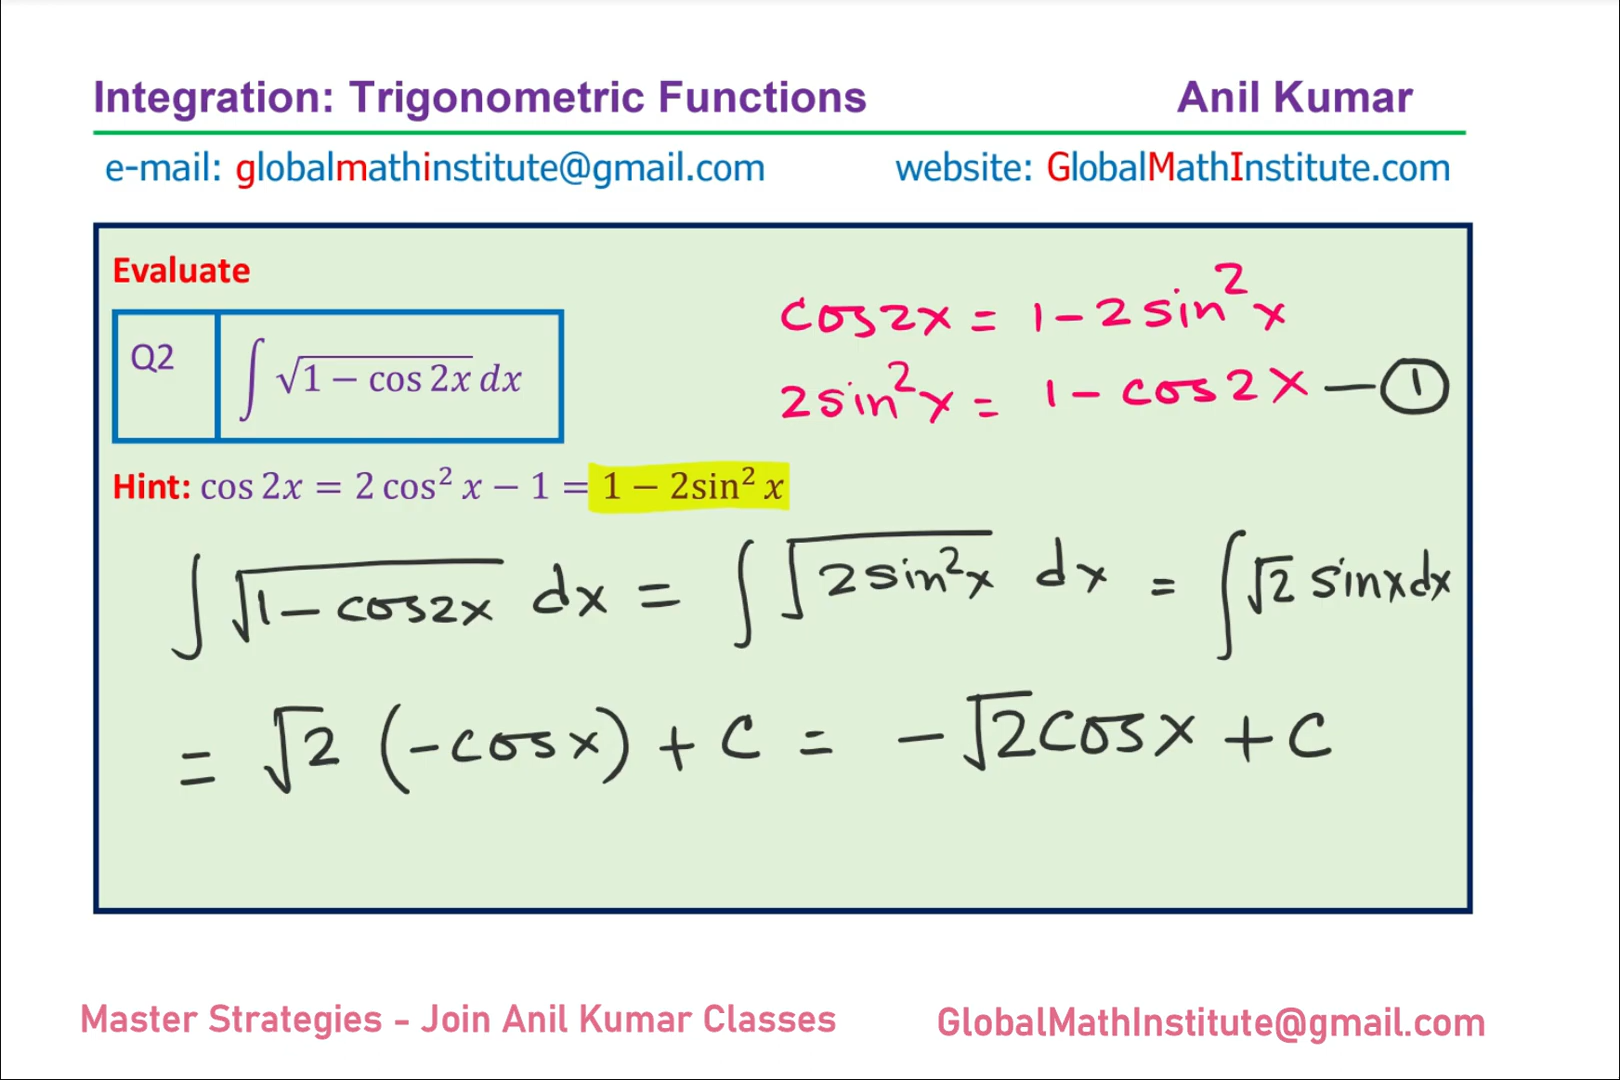 Integration: Trigonometric Functions Anil Kumar
e-mail: globalmathinstitute@gmail.com website: GlobalMathInstitute.com
Evaluate
Q2 ∫ √(1 − cos 2x) dx
cos2x = 1 - 2sin²x
2sin²x = 1 - cos2x — ①
Hint: cos 2x = 2 cos² x − 1 = 1 − 2sin² x
∫ √(1 - cos2x) dx = ∫ √(2sin²x) dx = ∫ √2 sinx dx
= √2 (-cosx) + C = - √2 cosx + C
Master Strategies - Join Anil Kumar Classes GlobalMathInstitute@gmail.com